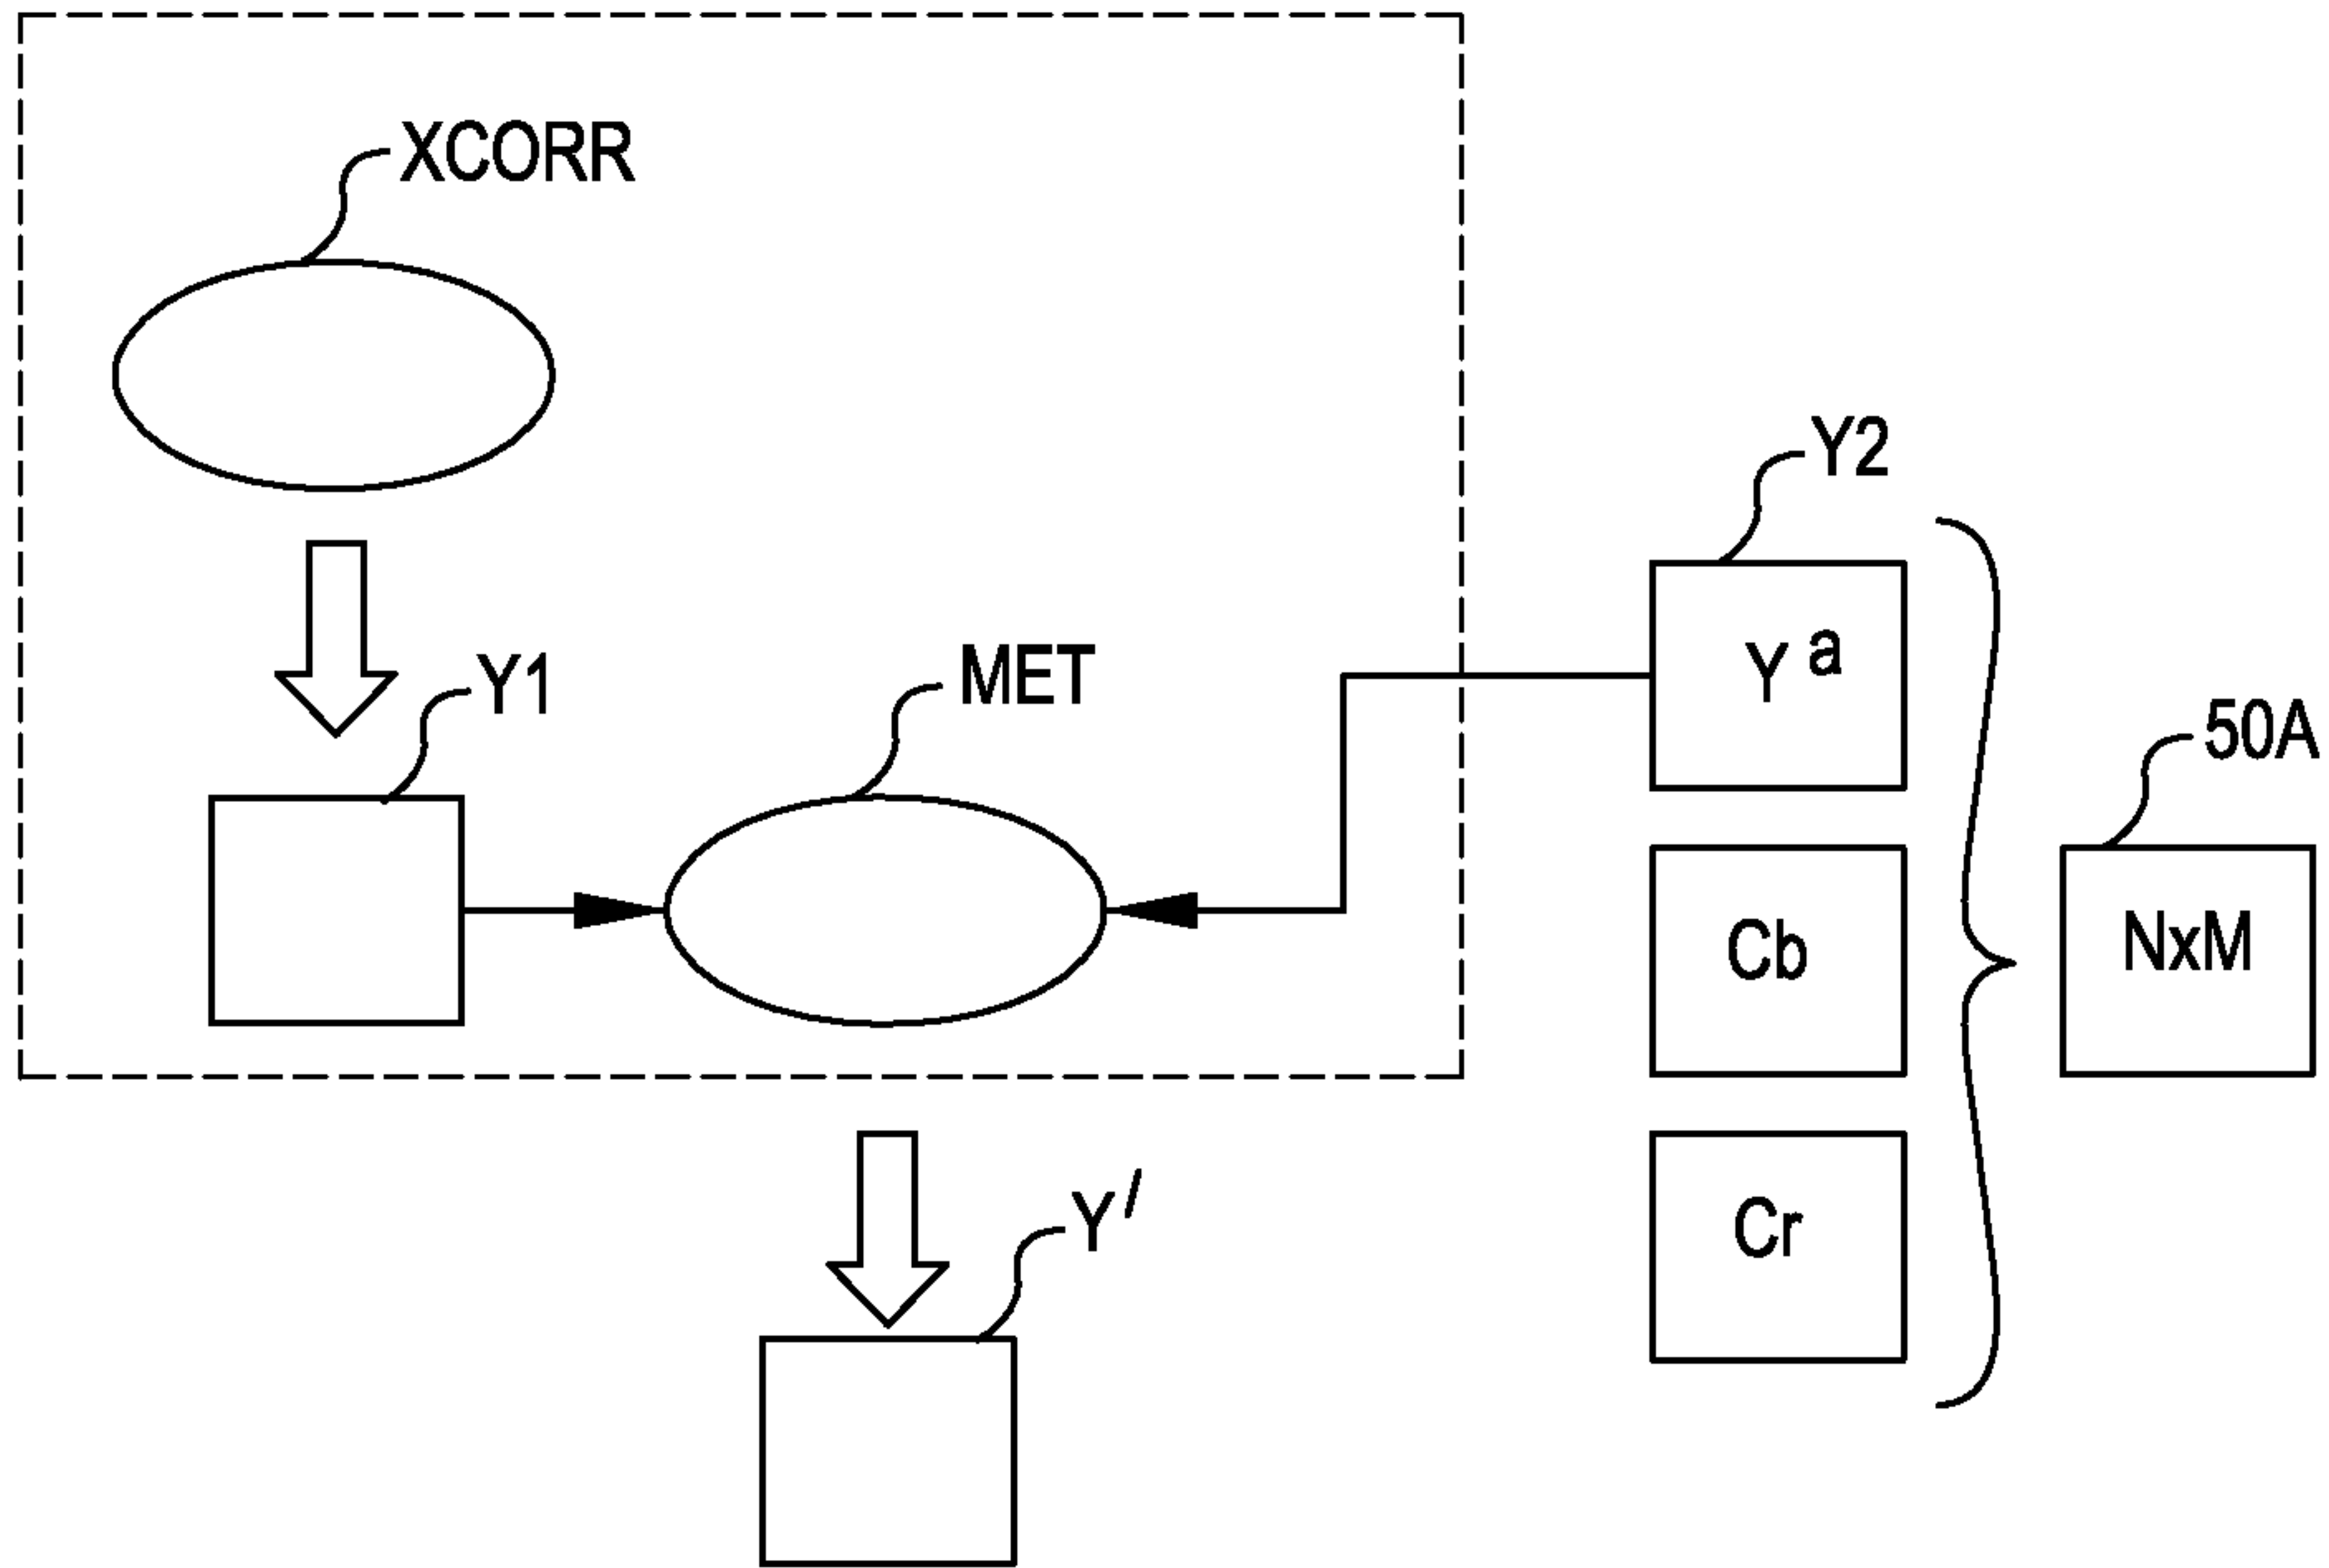 XCORR
Y2
Y1
MET
Y a
50A
Cb
NxM
Cr
Y'